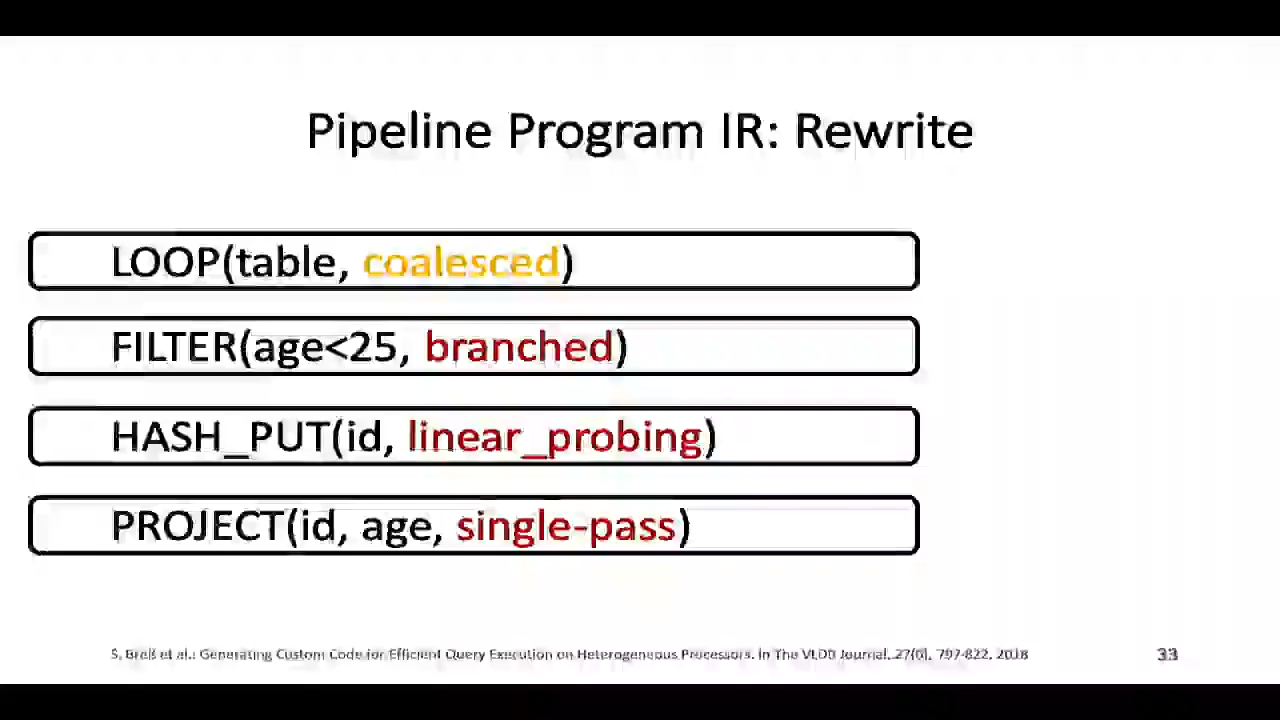 Pipeline Program IR: Rewrite
LOOP(table, coalesced)
FILTER(age<25, branched)
HASH_PUT(id, linear_probing)
PROJECT(id, age, single-pass)
S. Breß et al.: Generating Custom Code for Efficient Query Execution on Heterogeneous Processors. In The VLDB Journal, 27(6), 797-822, 2018
33